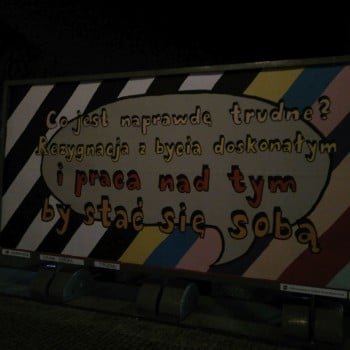 Co jest naprawdę trudne?
Rezygnacja z bycia doskonałym
i praca nad tym
by stać się sobą